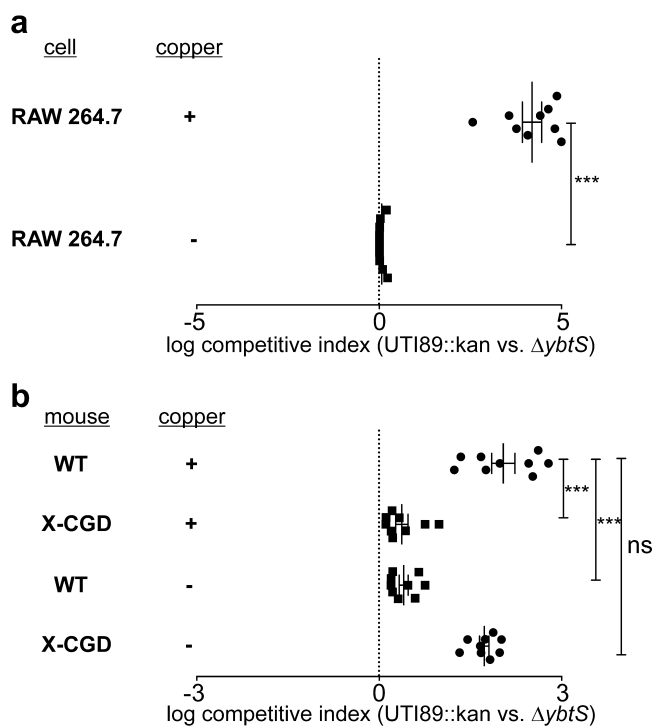 a
cell copper
RAW 264.7 +
***
RAW 264.7 -
-5 0 5
log competitive index (UTI89::kan vs. ΔybtS)
b
mouse copper
WT +
***
X-CGD +
***
ns
WT -
X-CGD -
-3 0 3
log competitive index (UTI89::kan vs. ΔybtS)